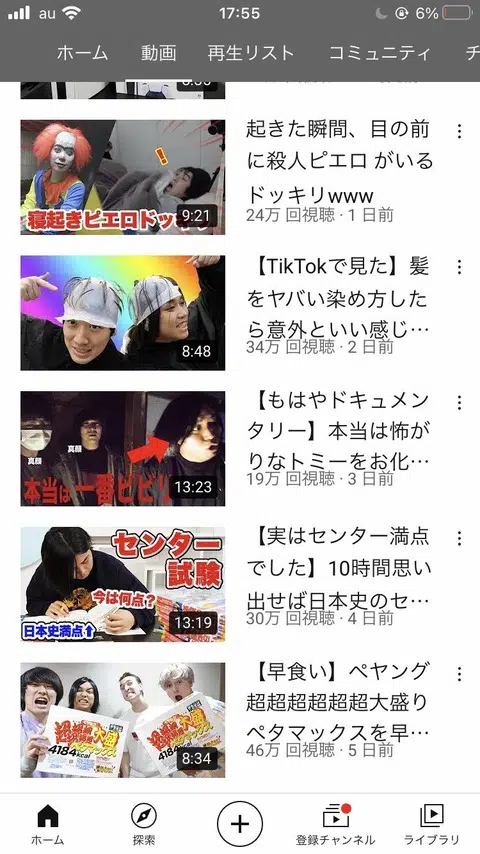 au
17:55
6%
ホーム
動画
再生リスト
コミュニティ
チ
起きた瞬間、目の前
に殺人ピエロ がいる
ドッキリwww
24万 回視聴 · 1 日前
寝起きピエロドッキリ
9:21
【TikTokで見た】髪
をヤバい染め方した
ら意外といい感じ…
34万 回視聴 · 2 日前
8:48
【もはやドキュメン
タリー】本当は怖が
りなトミーをお化…
19万 回視聴 · 3 日前
真顔
真顔
本当は一番ビビり
13:23
【実はセンター満点
でした】10時間思い
出せば日本史のセ…
30万 回視聴 · 4 日前
センター
試験
今は何点?
日本史満点⬆
13:19
【早食い】ペヤング
超超超超超超大盛り
ペタマックスを早…
46万 回視聴 · 5 日前
4184kcal
8:34
ホーム
探索
登録チャンネル
ライブラリ